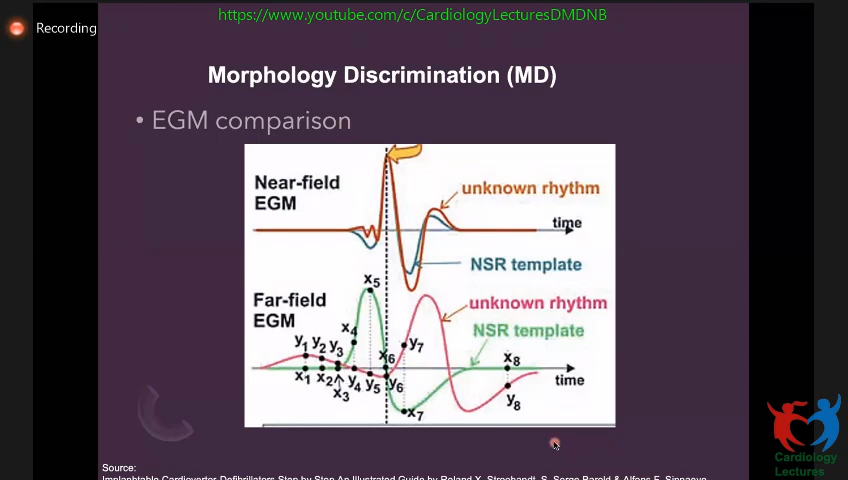 https://www.youtube.com/c/CardiologyLecturesDMDNB
Recording
Morphology Discrimination (MD)
• EGM comparison
Near-field
EGM
unknown rhythm
time
NSR template
Far-field
EGM
unknown rhythm
NSR template
x5
x4
y1 y2 y3
x6
y7
x8
x1 x2 x3
y4 y5 y6
x7
y8
time
Source:
Implanhtable Cardioverter-Defibrillators Step by Step An Illustrated Guide by Roland X. Stroobandt, S. Serge Barold & Alfons F. Sinnaeve
Cardiology
Lectures